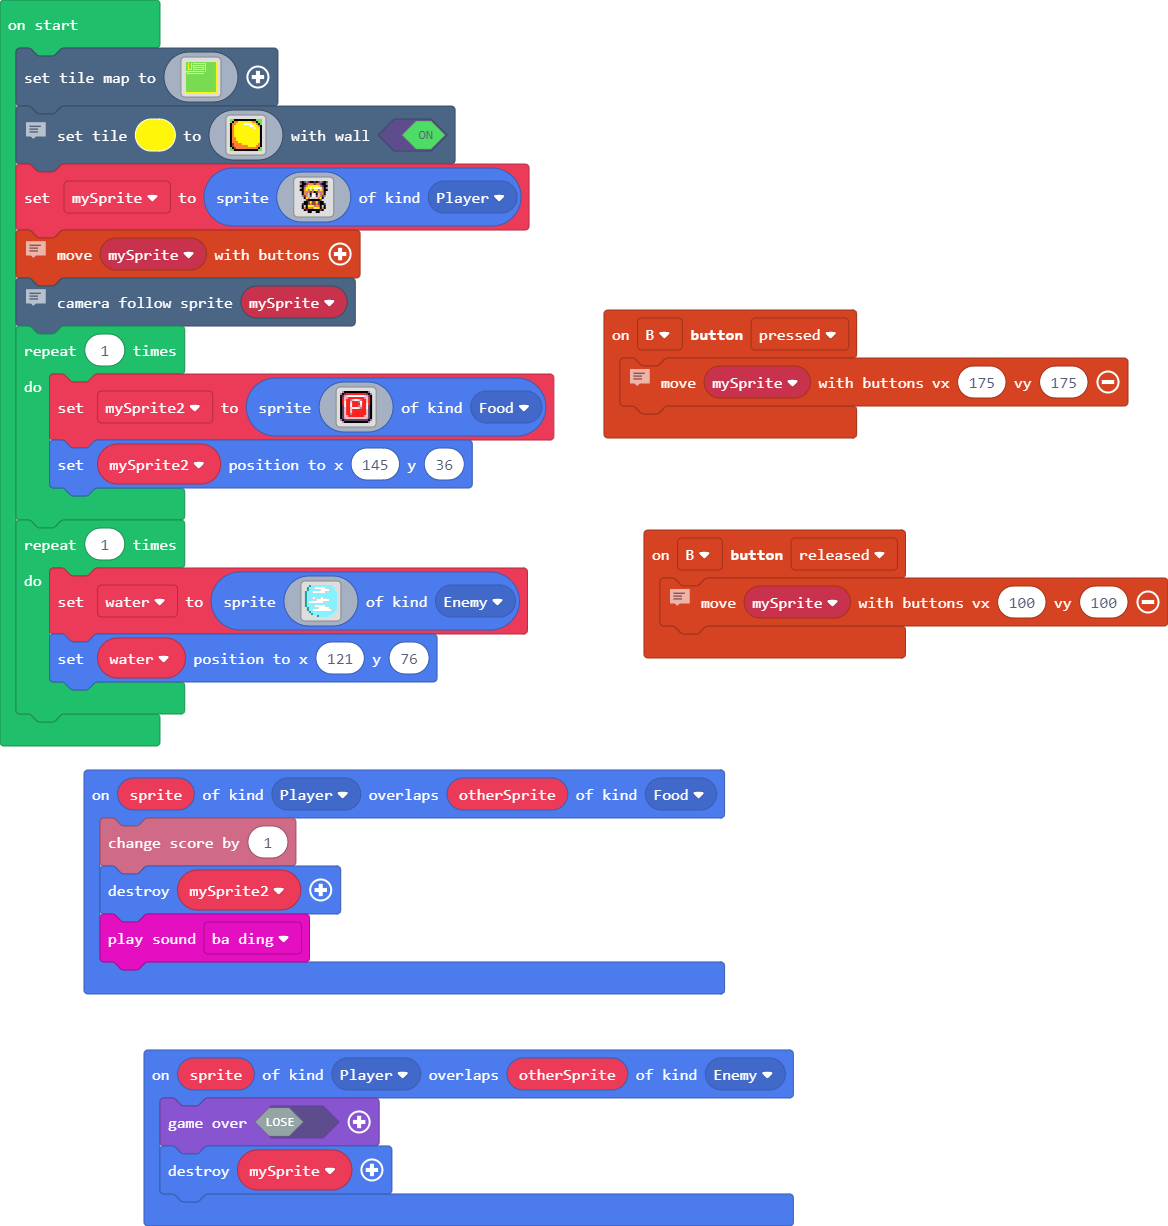 on start
set tile map to
set tile to with wall ON
set mySprite to sprite of kind Player
move mySprite with buttons
camera follow sprite mySprite
repeat 1 times
do
set mySprite2 to sprite P of kind Food
set mySprite2 position to x 145 y 36
repeat 1 times
do
set water to sprite of kind Enemy
set water position to x 121 y 76
on B button pressed
move mySprite with buttons vx 175 vy 175
on B button released
move mySprite with buttons vx 100 vy 100
on sprite of kind Player overlaps otherSprite of kind Food
change score by 1
destroy mySprite2
play sound ba ding
on sprite of kind Player overlaps otherSprite of kind Enemy
game over LOSE
destroy mySprite